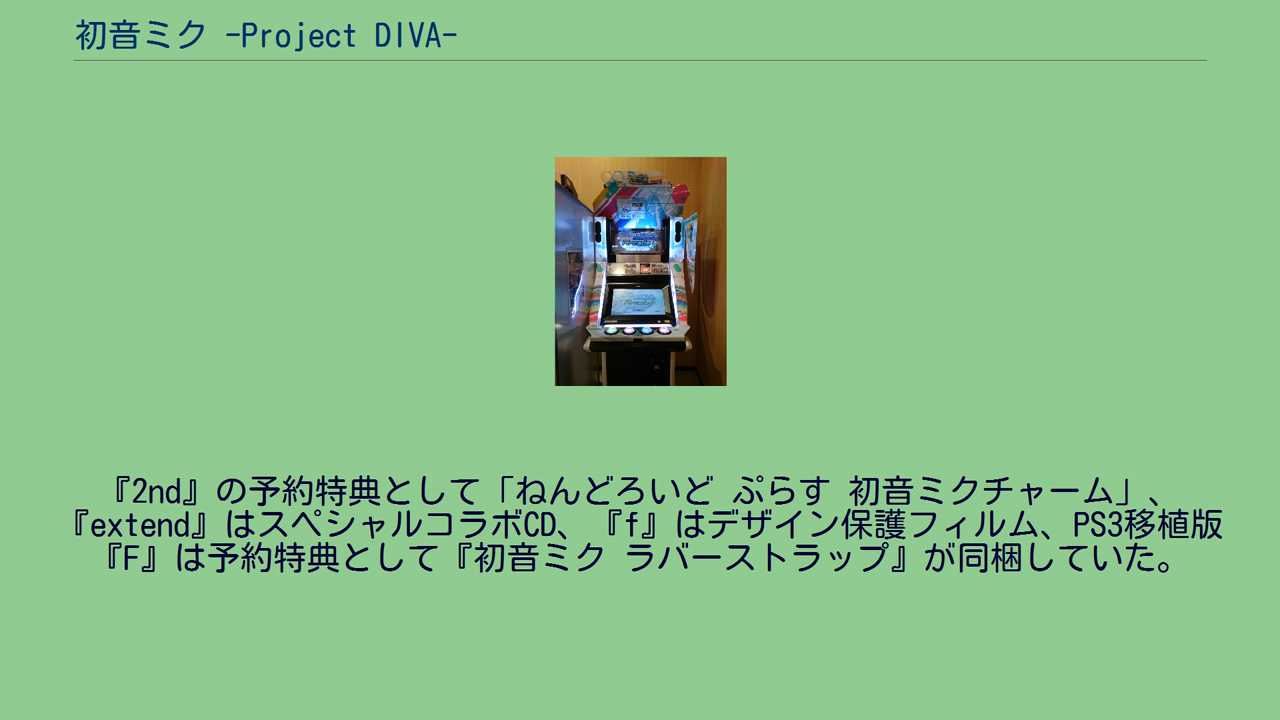 初音ミク -Project DIVA-
『2nd』の予約特典として「ねんどろいど ぷらす 初音ミクチャーム」、
『extend』はスペシャルコラボCD、『f』はデザイン保護フィルム、PS3移植版
『F』は予約特典として『初音ミク ラバーストラップ』が同梱していた。